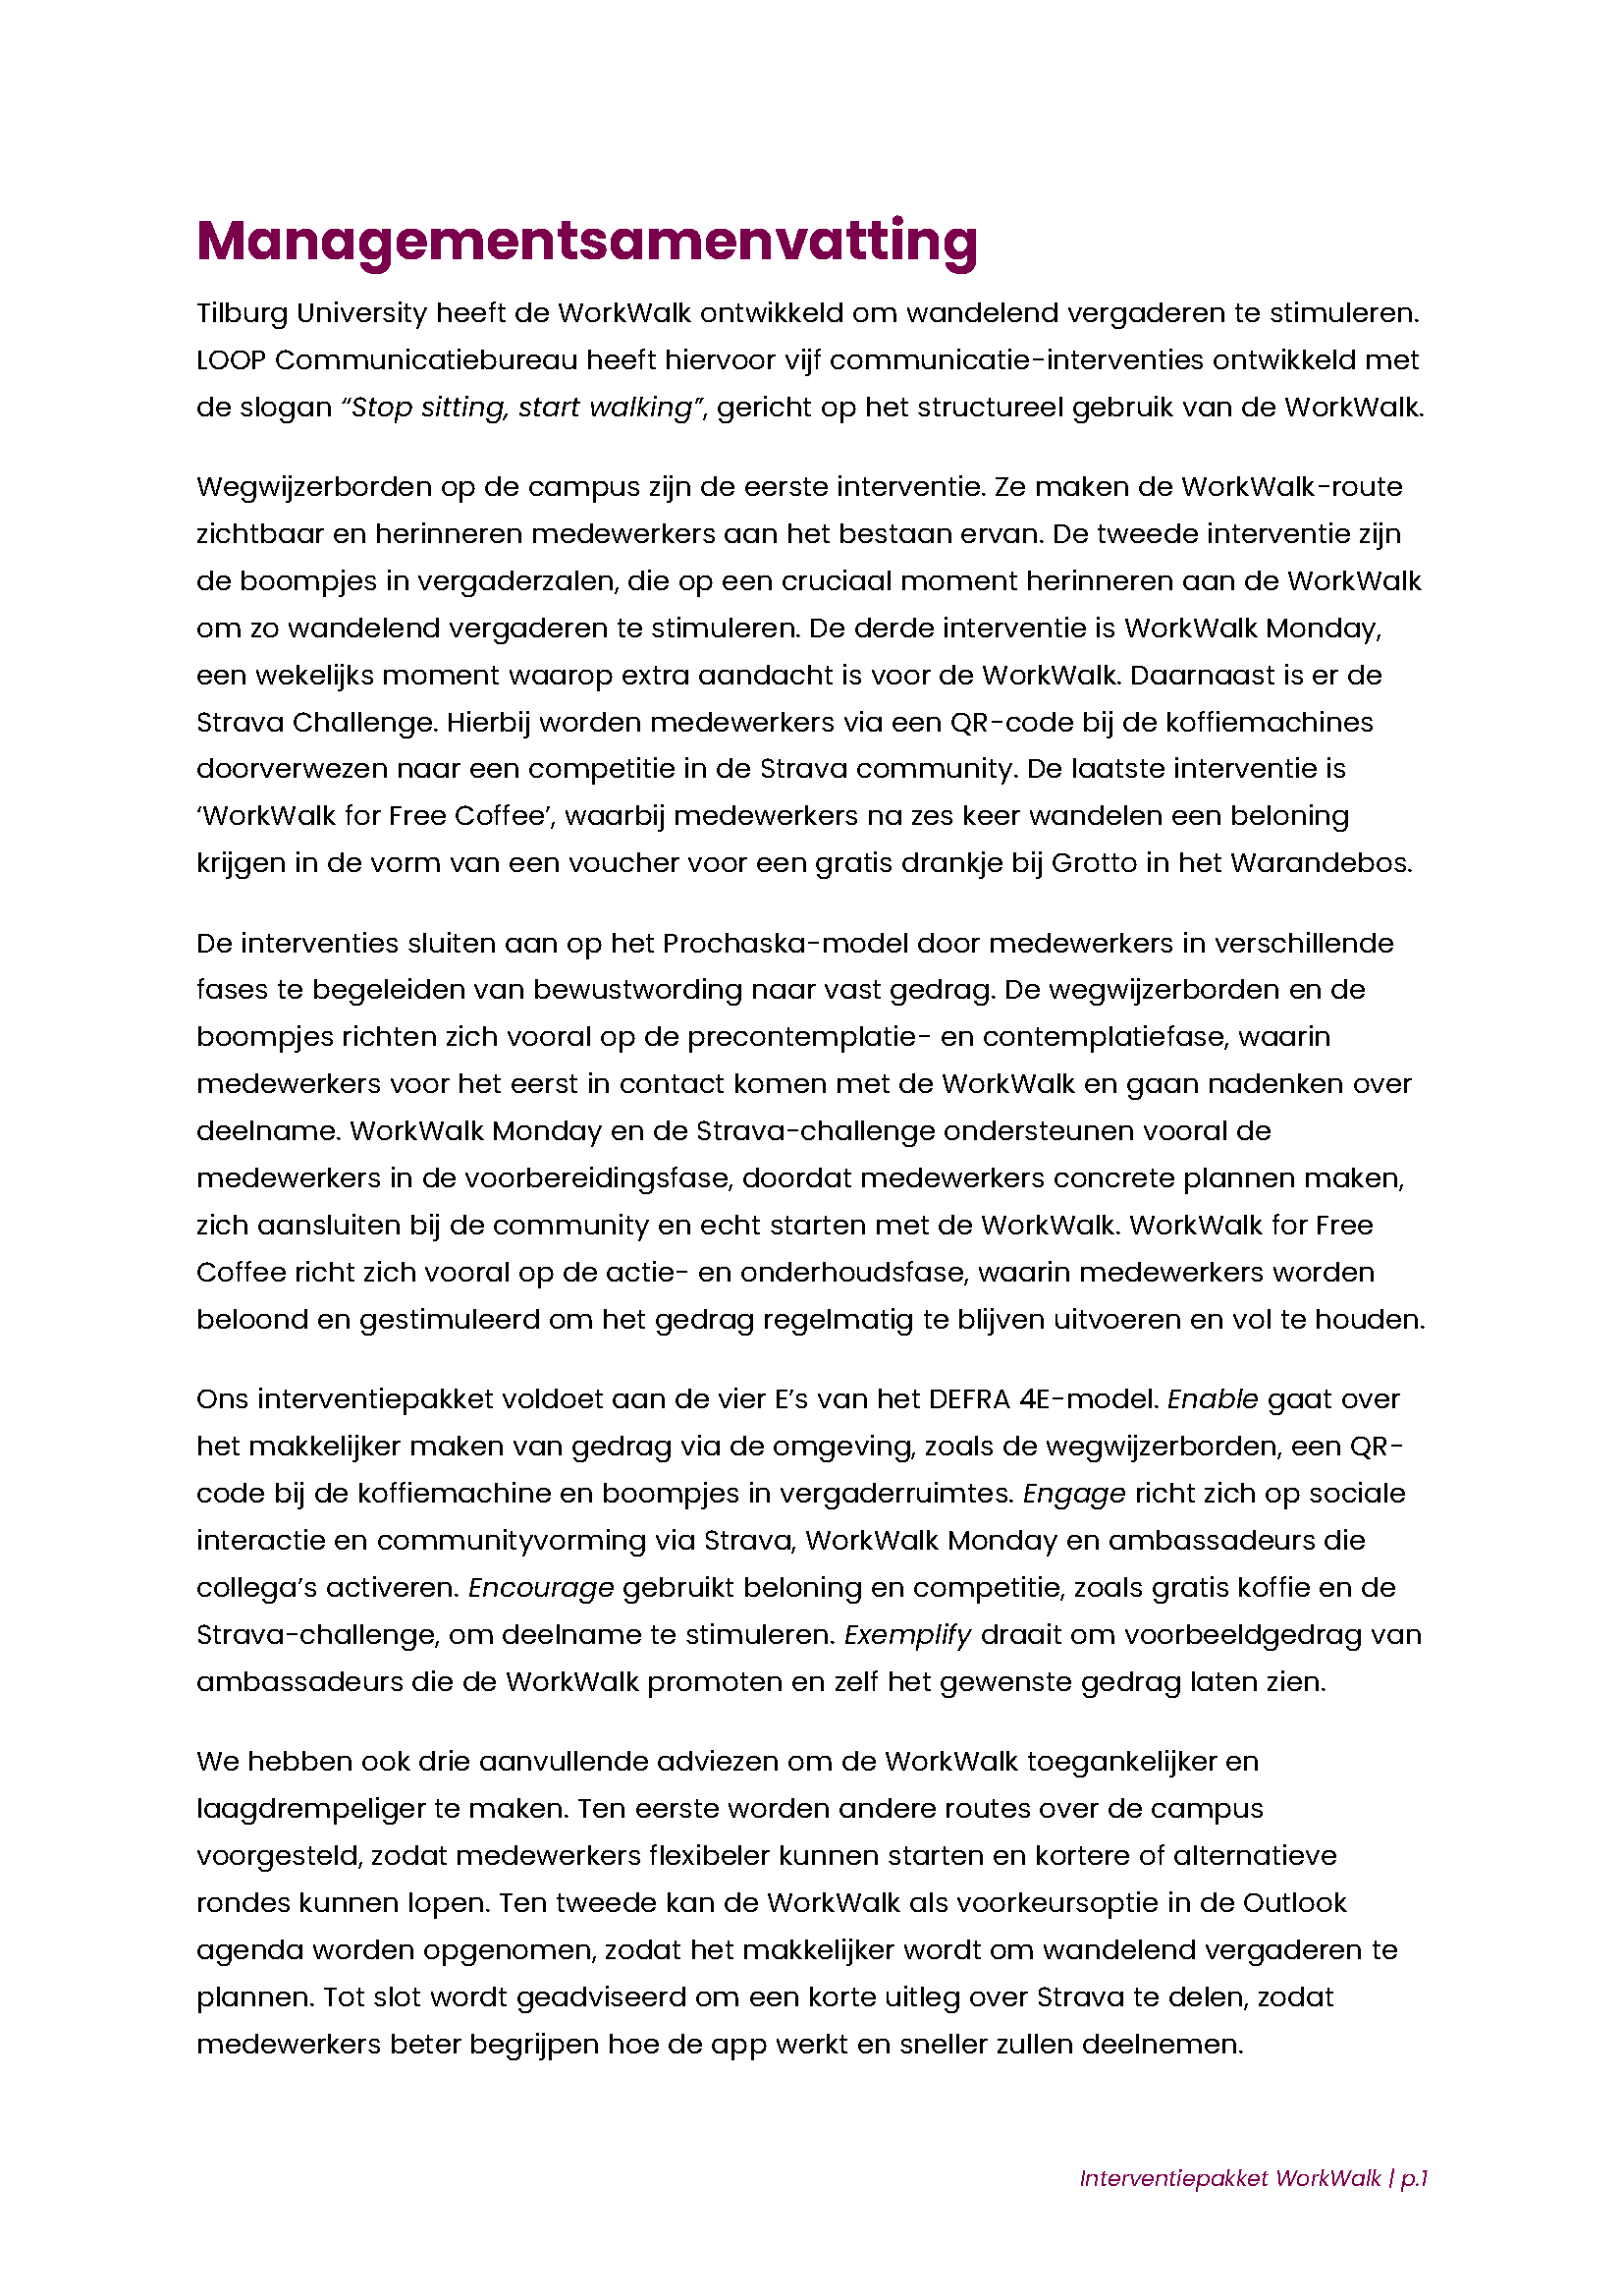 Managementsamenvatting
Tilburg University heeft de WorkWalk ontwikkeld om wandelend vergaderen te stimuleren.
LOOP Communicatiebureau heeft hiervoor vijf communicatie-interventies ontwikkeld met
de slogan “Stop sitting, start walking”, gericht op het structureel gebruik van de WorkWalk.
Wegwijzerborden op de campus zijn de eerste interventie. Ze maken de WorkWalk-route
zichtbaar en herinneren medewerkers aan het bestaan ervan. De tweede interventie zijn
de boompjes in vergaderzalen, die op een cruciaal moment herinneren aan de WorkWalk
om zo wandelend vergaderen te stimuleren. De derde interventie is WorkWalk Monday,
een wekelijks moment waarop extra aandacht is voor de WorkWalk. Daarnaast is er de
Strava Challenge. Hierbij worden medewerkers via een QR-code bij de koffiemachines
doorverwezen naar een competitie in de Strava community. De laatste interventie is
‘WorkWalk for Free Coffee’, waarbij medewerkers na zes keer wandelen een beloning
krijgen in de vorm van een voucher voor een gratis drankje bij Grotto in het Warandebos.
De interventies sluiten aan op het Prochaska-model door medewerkers in verschillende
fases te begeleiden van bewustwording naar vast gedrag. De wegwijzerborden en de
boompjes richten zich vooral op de precontemplatie- en contemplatiefase, waarin
medewerkers voor het eerst in contact komen met de WorkWalk en gaan nadenken over
deelname. WorkWalk Monday en de Strava-challenge ondersteunen vooral de
medewerkers in de voorbereidingsfase, doordat medewerkers concrete plannen maken,
zich aansluiten bij de community en echt starten met de WorkWalk. WorkWalk for Free
Coffee richt zich vooral op de actie- en onderhoudsfase, waarin medewerkers worden
beloond en gestimuleerd om het gedrag regelmatig te blijven uitvoeren en vol te houden.
Ons interventiepakket voldoet aan de vier E’s van het DEFRA 4E-model. Enable gaat over
het makkelijker maken van gedrag via de omgeving, zoals de wegwijzerborden, een QR-
code bij de koffiemachine en boompjes in vergaderruimtes. Engage richt zich op sociale
interactie en communityvorming via Strava, WorkWalk Monday en ambassadeurs die
collega’s activeren. Encourage gebruikt beloning en competitie, zoals gratis koffie en de
Strava-challenge, om deelname te stimuleren. Exemplify draait om voorbeeldgedrag van
ambassadeurs die de WorkWalk promoten en zelf het gewenste gedrag laten zien.
We hebben ook drie aanvullende adviezen om de WorkWalk toegankelijker en
laagdrempeliger te maken. Ten eerste worden andere routes over de campus
voorgesteld, zodat medewerkers flexibeler kunnen starten en kortere of alternatieve
rondes kunnen lopen. Ten tweede kan de WorkWalk als voorkeursoptie in de Outlook
agenda worden opgenomen, zodat het makkelijker wordt om wandelend vergaderen te
plannen. Tot slot wordt geadviseerd om een korte uitleg over Strava te delen, zodat
medewerkers beter begrijpen hoe de app werkt en sneller zullen deelnemen.
Interventiepakket WorkWalk | p.1